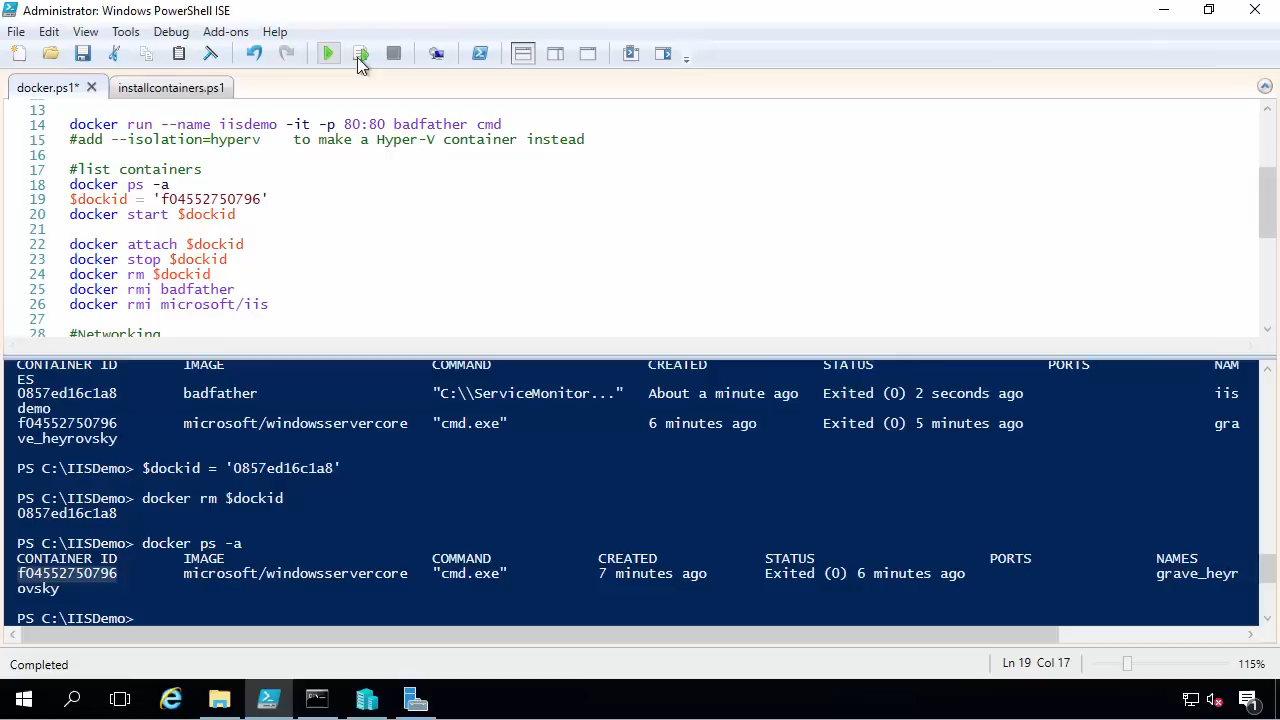 Administrator: Windows PowerShell ISE
File Edit View Tools Debug Add-ons Help
docker.ps1* installcontainers.ps1
13
14 docker run --name iisdemo -it -p 80:80 badfather cmd
15 #add --isolation=hyperv    to make a Hyper-V container instead
16
17 #list containers
18 docker ps -a
19 $dockid = 'f04552750796'
20 docker start $dockid
21
22 docker attach $dockid
23 docker stop $dockid
24 docker rm $dockid
25 docker rmi badfather
26 docker rmi microsoft/iis
27
28 #Networking
CONTAINER ID IMAGE COMMAND CREATED STATUS PORTS NAM
ES
0857ed16c1a8 badfather "C:\\ServiceMonitor..." About a minute ago Exited (0) 2 seconds ago iis
demo
f04552750796 microsoft/windowsservercore "cmd.exe" 6 minutes ago Exited (0) 5 minutes ago gra
ve_heyrovsky
PS C:\IISDemo> $dockid = '0857ed16c1a8'
PS C:\IISDemo> docker rm $dockid
0857ed16c1a8
PS C:\IISDemo> docker ps -a
CONTAINER ID IMAGE COMMAND CREATED STATUS PORTS NAMES
f04552750796 microsoft/windowsservercore "cmd.exe" 7 minutes ago Exited (0) 6 minutes ago grave_heyr
ovsky
PS C:\IISDemo>
Completed Ln 19 Col 17 115%
1